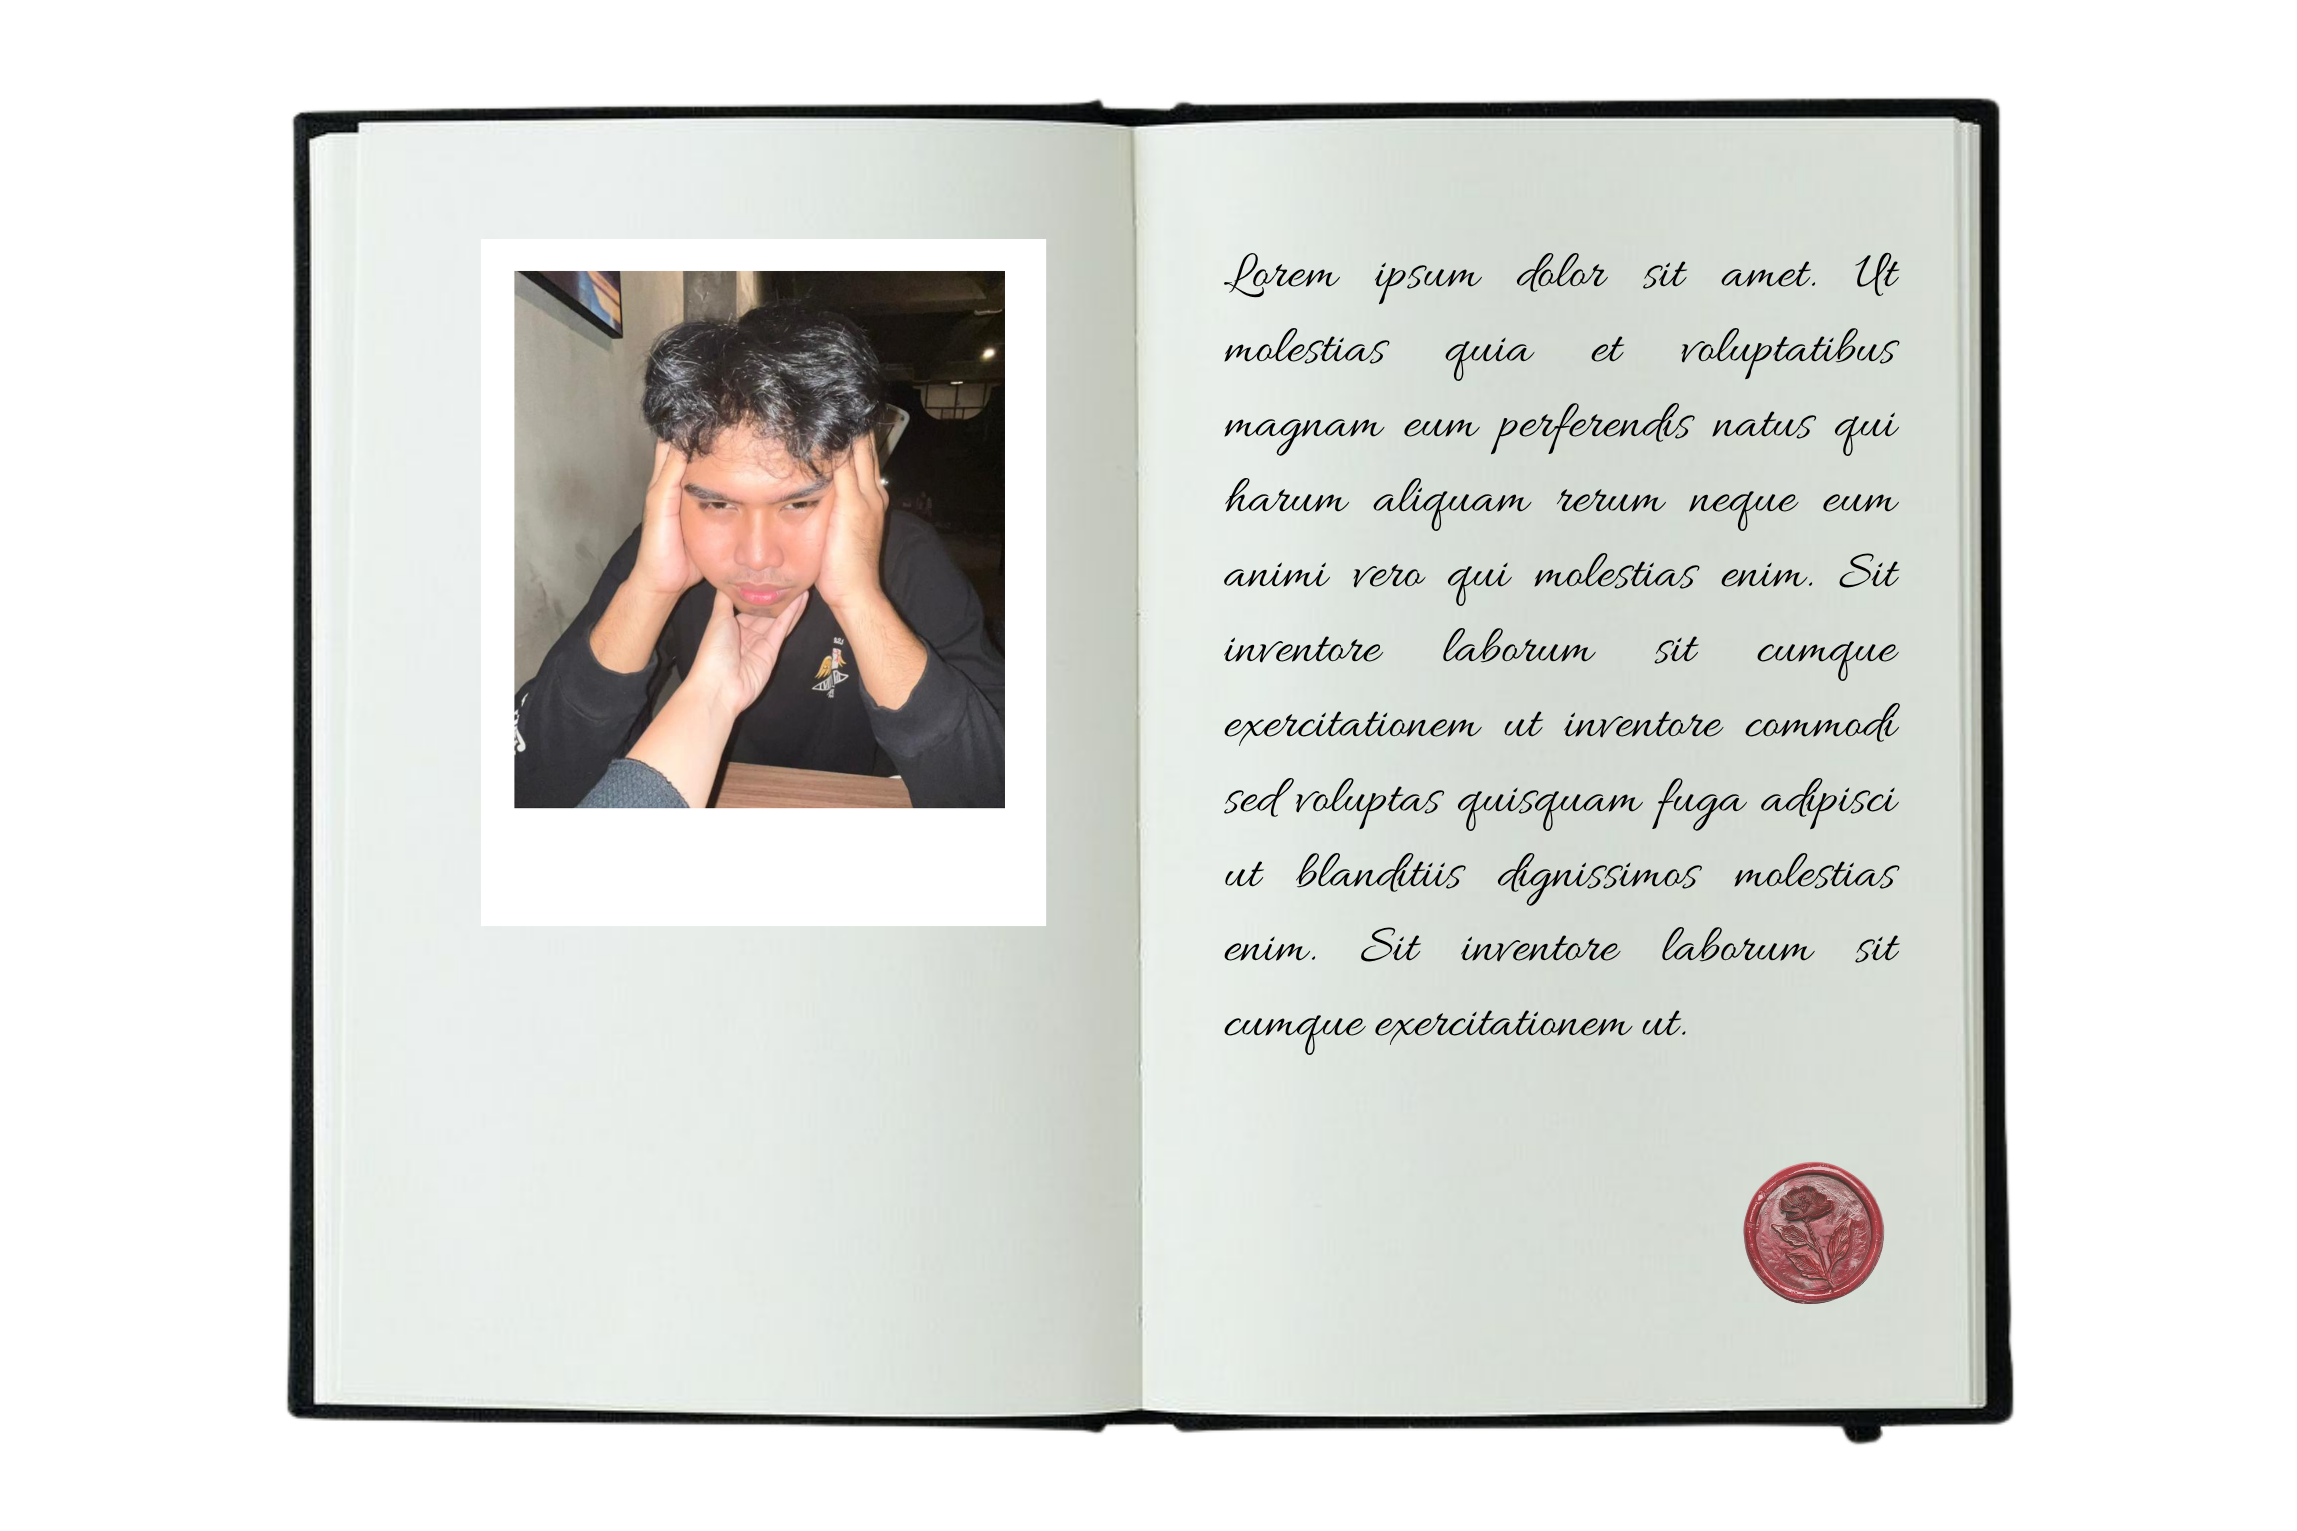 Lorem ipsum dolor sit amet. Ut
molestias quia et voluptatibus
magnam eum perferendis natus qui
harum aliquam rerum neque eum
animi vero qui molestias enim. Sit
inventore laborum sit cumque
exercitationem ut inventore commodi
sed voluptas quisquam fuga adipisci
ut blanditiis dignissimos molestias
enim. Sit inventore laborum sit
cumque exercitationem ut.